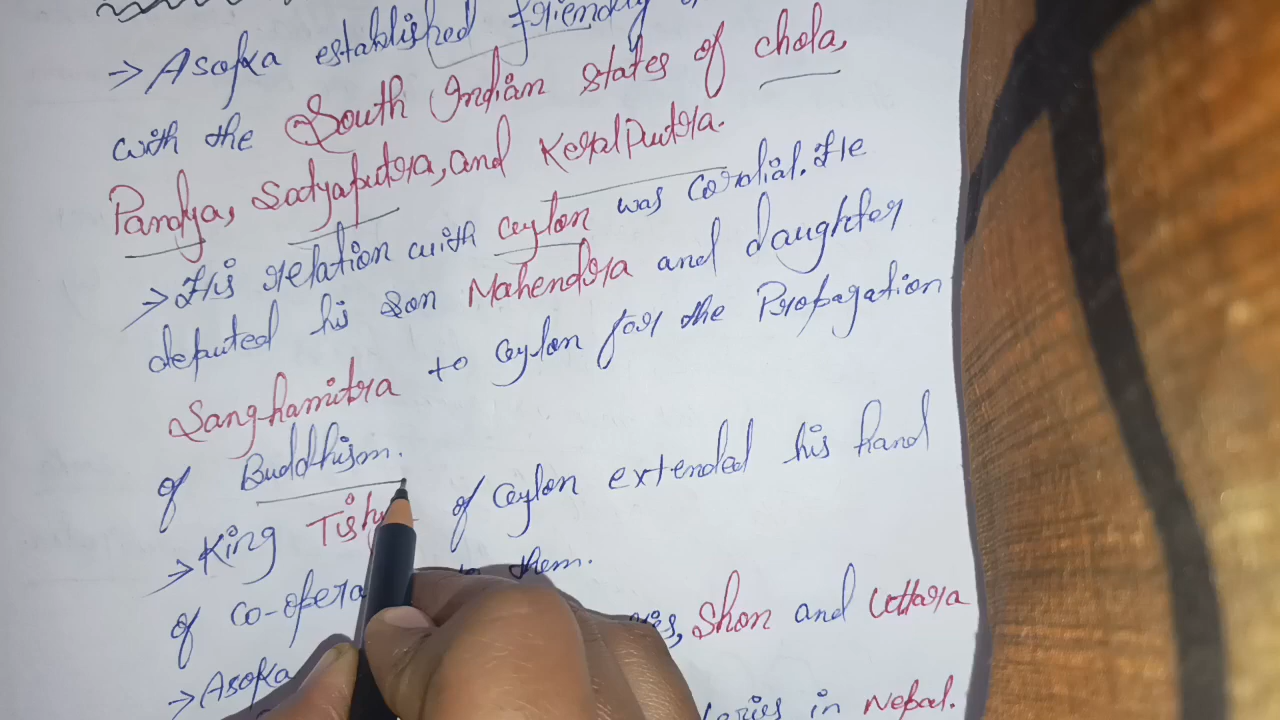 → Asoka established friendly
with the South Indian states of chola,
Pandya, Satyaputra, and Keralputra.
→ His relation with ceylon was cordial. He
deputed his son Mahendra and daughter
Sanghamitra to ceylon for the Propagation
of Buddhism.
→ King of Ceylon extended his hand
of co-opera to them.
→ Asoka Shon and Uttara
in Nepal.